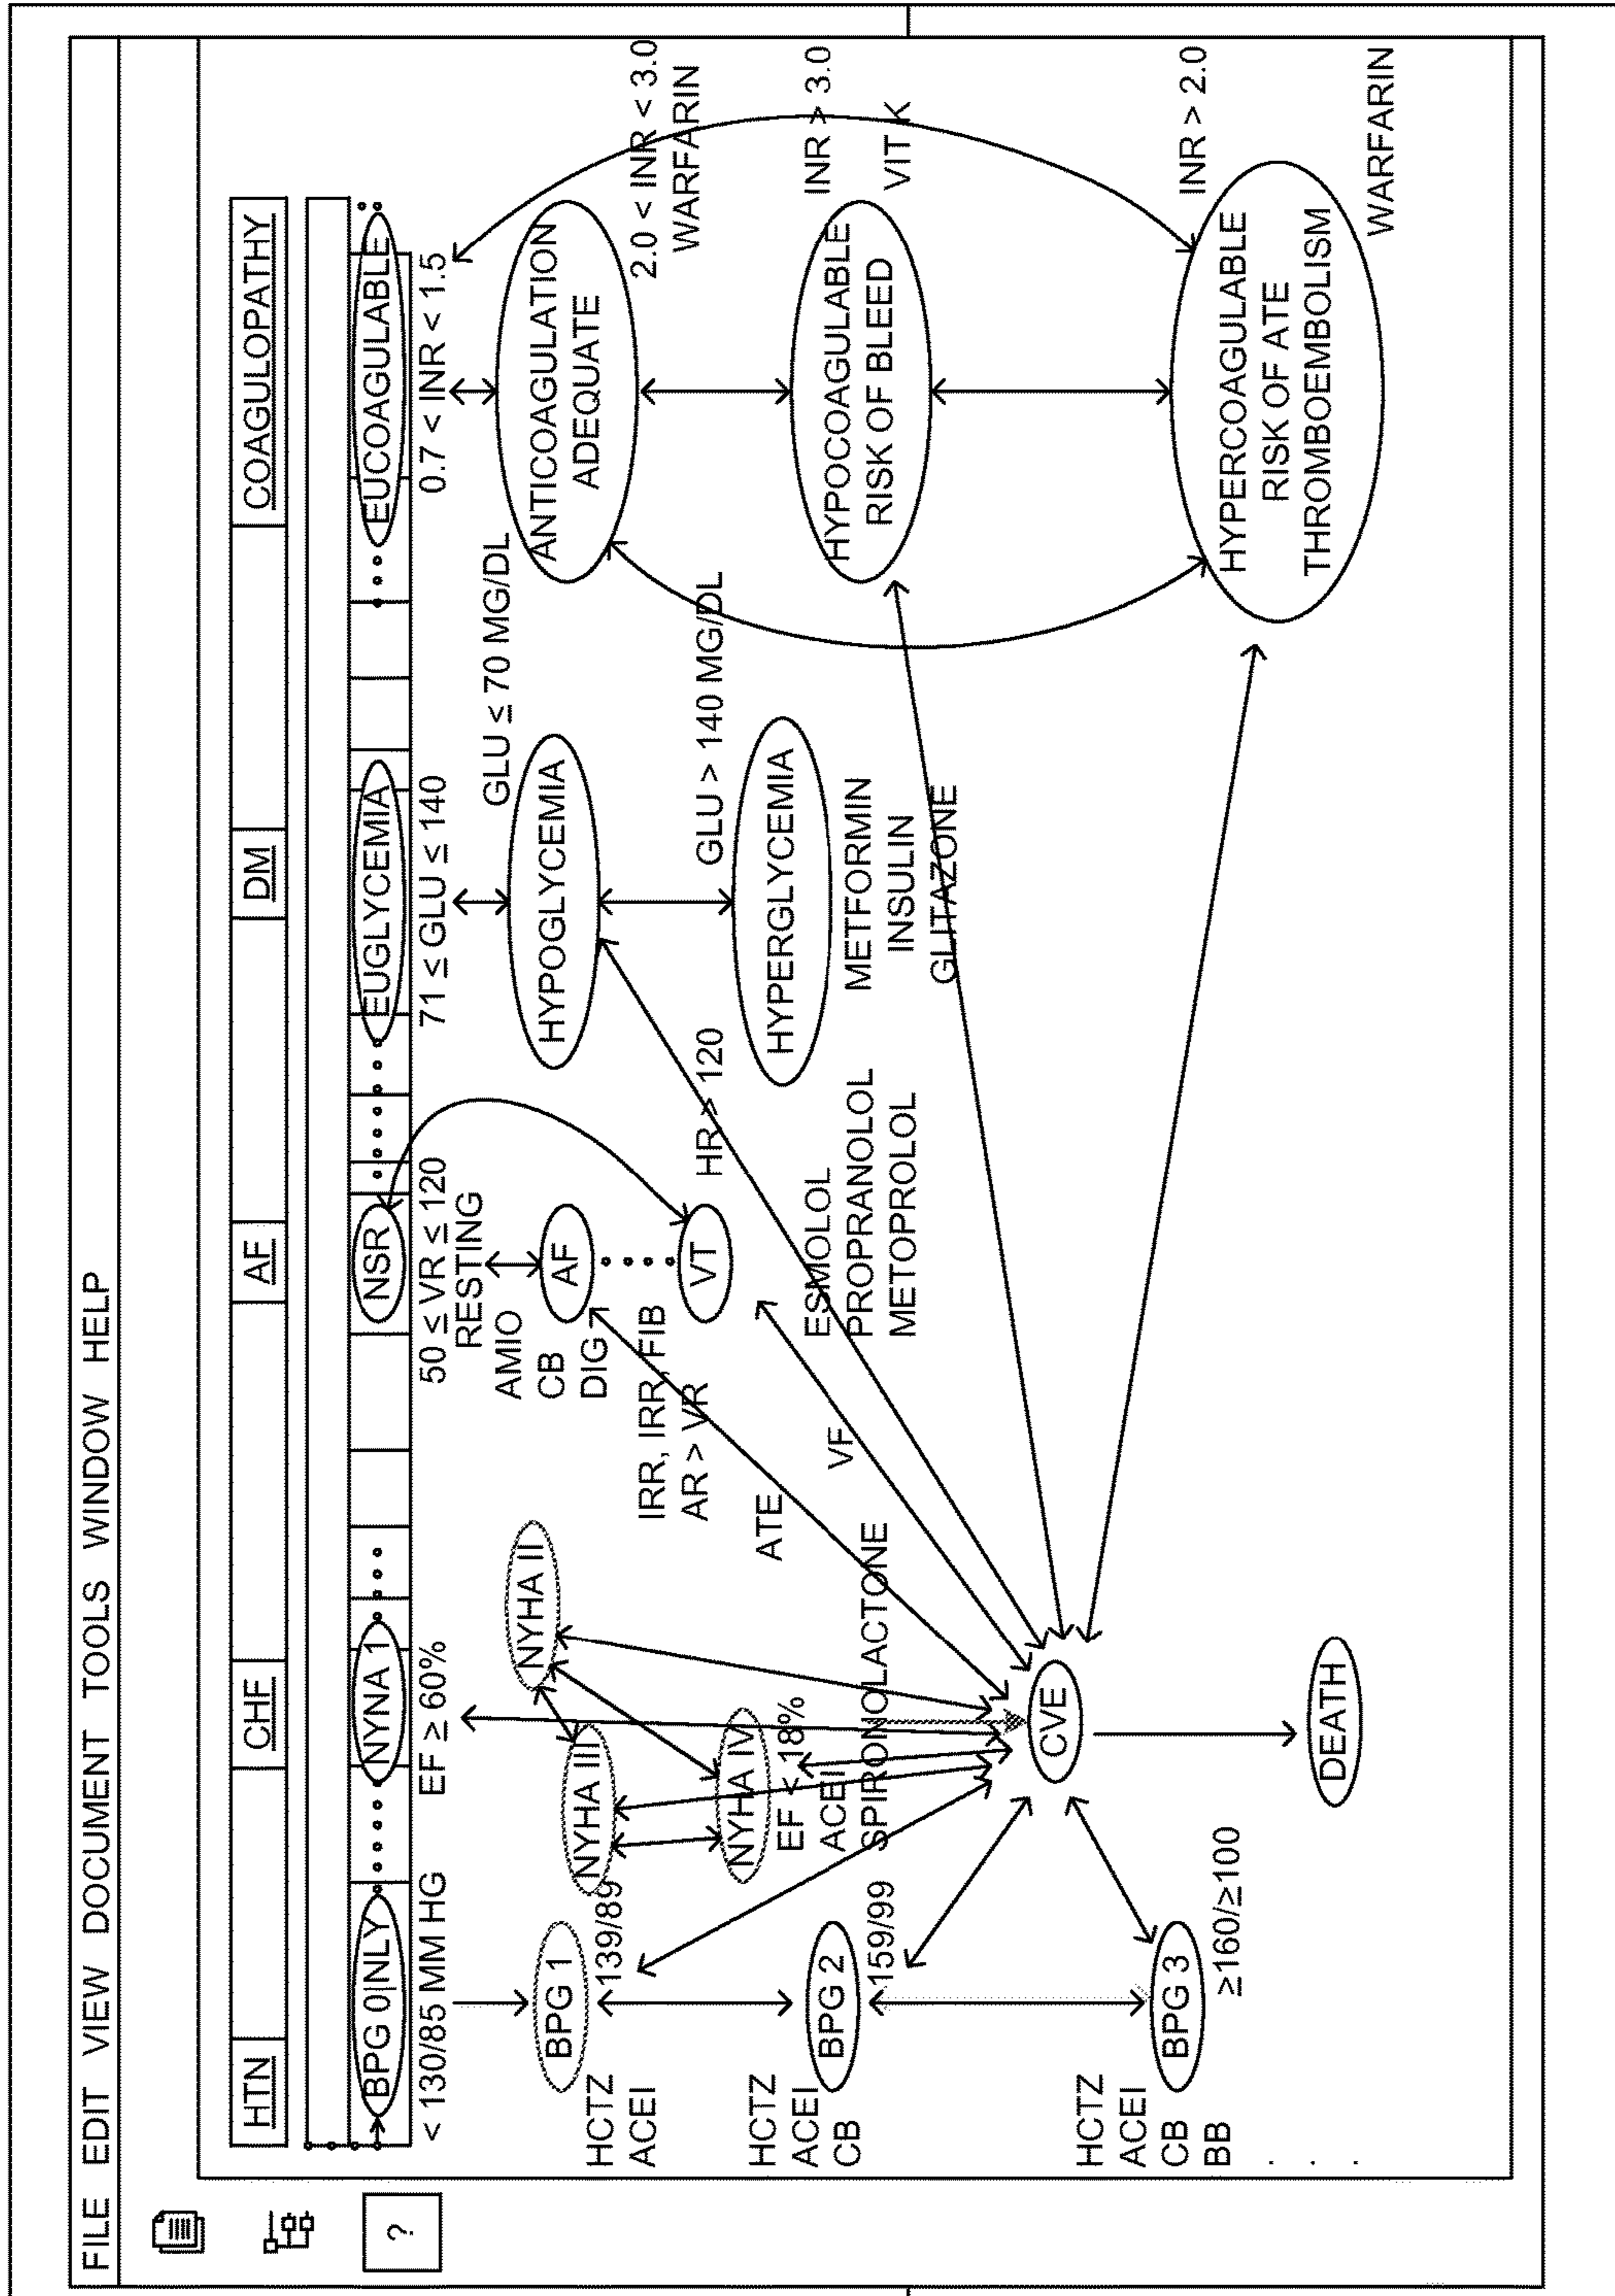 FILE EDIT VIEW DOCUMENT TOOLS WINDOW HELP
?
HTN
CHF
AF
DM
COAGULOPATHY
BPG 0|NLY
NYNA 1
NSR
EUGLYCEMIA
EUCOAGULABLE
< 130/85 MM HG
EF ≥ 60%
50 ≤ VR ≤ 120
RESTING
71 ≤ GLU ≤ 140
0.7 < INR < 1.5
BPG 1
139/89
HCTZ
ACEI
BPG 2
159/99
HCTZ
ACEI
CB
BPG 3
≥160/≥100
HCTZ
ACEI
CB
BB
NYHA II
NYHA III
NYHA IV
EF < 18%
ACEI
SPIRONOLACTONE
AMIO
CB
DIG
AF
IRR, IRR, FIB
AR > VR
ATE
VT
VF
HR > 120
ESMOLOL
PROPRANOLOL
METOPROLOL
GLU ≤ 70 MG/DL
HYPOGLYCEMIA
GLU > 140 MG/DL
HYPERGLYCEMIA
METFORMIN
INSULIN
GLITAZONE
ANTICOAGULATION
ADEQUATE
2.0 < INR < 3.0
WARFARIN
HYPOCOAGULABLE
RISK OF BLEED
INR > 3.0
VIT K
HYPERCOAGULABLE
RISK OF ATE
THROMBOEMBOLISM
INR > 2.0
WARFARIN
CVE
DEATH